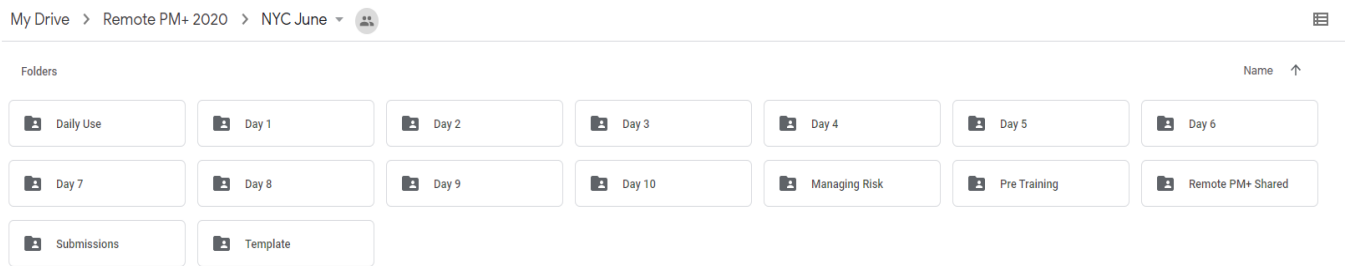 My Drive > Remote PM+ 2020 > NYC June
Folders Name
Daily Use Day 1 Day 2 Day 3 Day 4 Day 5 Day 6
Day 7 Day 8 Day 9 Day 10 Managing Risk Pre Training Remote PM+ Shared
Submissions Template